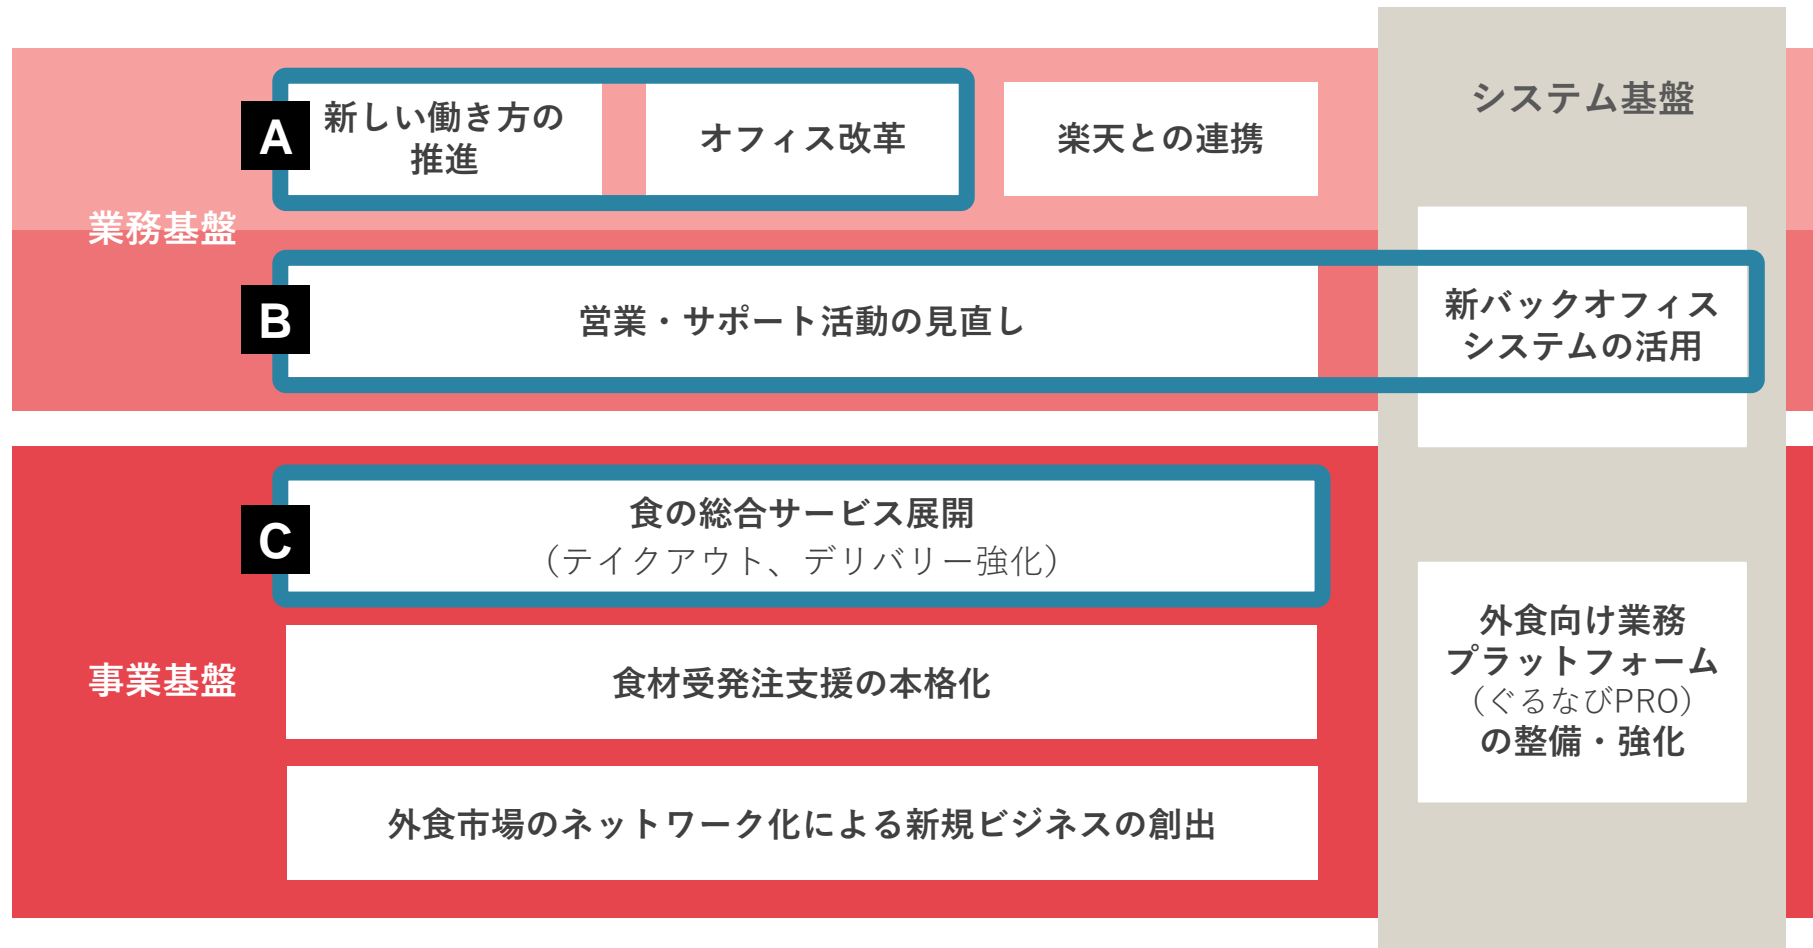 システム基盤
業務基盤
A
新しい働き方の
推進
オフィス改革
楽天との連携
B
営業・サポート活動の見直し
新バックオフィス
システムの活用
事業基盤
C
食の総合サービス展開
（テイクアウト、デリバリー強化）
食材受発注支援の本格化
外食市場のネットワーク化による新規ビジネスの創出
外食向け業務
プラットフォーム
（ぐるなびPRO）
の整備・強化